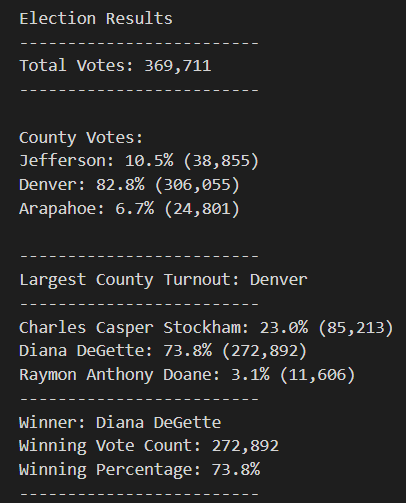 Election Results
-------------------------
Total Votes: 369,711
-------------------------
County Votes:
Jefferson: 10.5% (38,855)
Denver: 82.8% (306,055)
Arapahoe: 6.7% (24,801)
-------------------------
Largest County Turnout: Denver
-------------------------
Charles Casper Stockham: 23.0% (85,213)
Diana DeGette: 73.8% (272,892)
Raymon Anthony Doane: 3.1% (11,606)
-------------------------
Winner: Diana DeGette
Winning Vote Count: 272,892
Winning Percentage: 73.8%
-------------------------